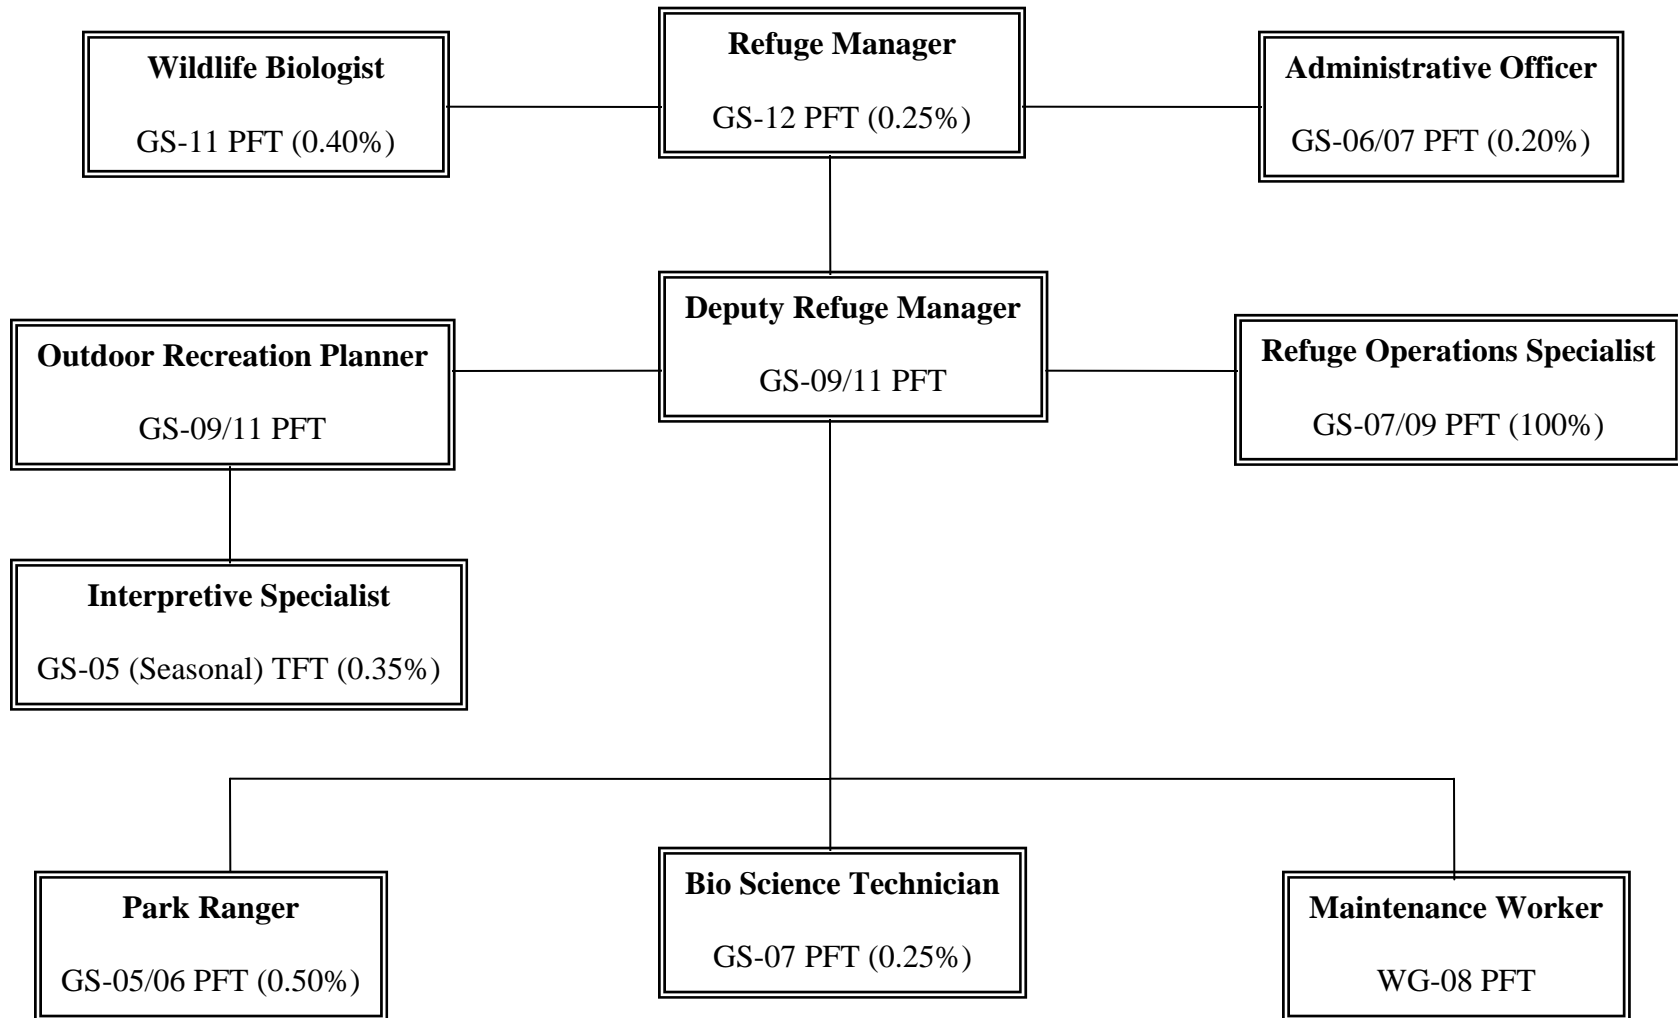 Wildlife Biologist
GS-11 PFT (0.40%)
Refuge Manager
GS-12 PFT (0.25%)
Administrative Officer
GS-06/07 PFT (0.20%)
Outdoor Recreation Planner
GS-09/11 PFT
Deputy Refuge Manager
GS-09/11 PFT
Refuge Operations Specialist
GS-07/09 PFT (100%)
Interpretive Specialist
GS-05 (Seasonal) TFT (0.35%)
Park Ranger
GS-05/06 PFT (0.50%)
Bio Science Technician
GS-07 PFT (0.25%)
Maintenance Worker
WG-08 PFT